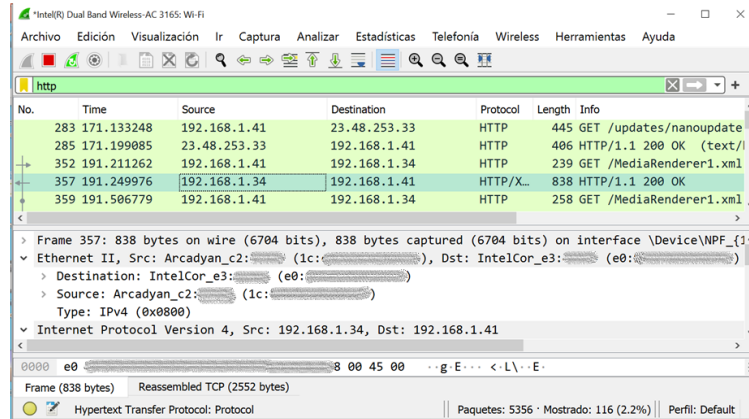 *Intel(R) Dual Band Wireless-AC 3165: Wi-Fi
Archivo Edición Visualización Ir Captura Analizar Estadísticas Telefonía Wireless Herramientas Ayuda
http
No. Time Source Destination Protocol Length Info
283 171.133248 192.168.1.41 23.48.253.33 HTTP 445 GET /updates/nanoupdate
285 171.199085 23.48.253.33 192.168.1.41 HTTP 406 HTTP/1.1 200 OK (text/
352 191.211262 192.168.1.41 192.168.1.34 HTTP 239 GET /MediaRenderer1.xml
357 191.249976 192.168.1.34 192.168.1.41 HTTP/X… 838 HTTP/1.1 200 OK
359 191.506779 192.168.1.41 192.168.1.34 HTTP 258 GET /MediaRenderer1.xml
Frame 357: 838 bytes on wire (6704 bits), 838 bytes captured (6704 bits) on interface \Device\NPF_{1
Ethernet II, Src: Arcadyan_c2: (1c: ), Dst: IntelCor_e3: (e0: )
Destination: IntelCor_e3: (e0: )
Source: Arcadyan_c2: (1c: )
Type: IPv4 (0x0800)
Internet Protocol Version 4, Src: 192.168.1.34, Dst: 192.168.1.41
0000 e0 8 00 45 00 ··g·E··· <·L\··E·
Frame (838 bytes) Reassembled TCP (2552 bytes)
Hypertext Transfer Protocol: Protocol Paquetes: 5356 · Mostrado: 116 (2.2%) Perfil: Default